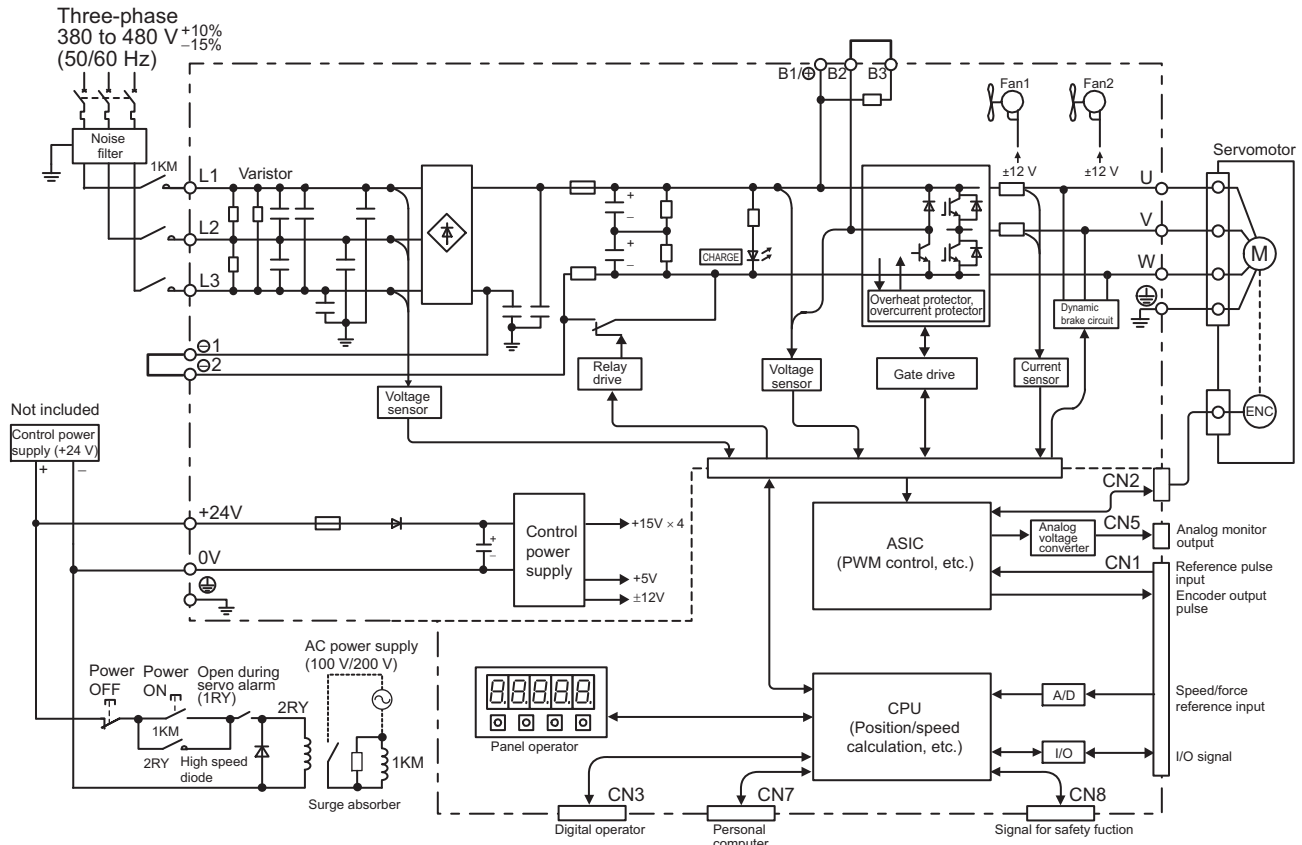 Three-phase
380 to 480 V +10%
−15%
(50/60 Hz)
Noise
filter
1KM
L1
L2
L3
Varistor
B1/⊕
B2
B3
Fan1
Fan2
±12 V
±12 V
Servomotor
U
V
W
M
ENC
CHARGE
+
−
+
−
Overheat protector,
overcurrent protector
Dynamic
brake circuit
⊖1
⊖2
Voltage
sensor
Relay
drive
Voltage
sensor
Gate drive
Current
sensor
Not included
Control power
supply (+24 V)
+
−
+24V
0V
+
−
Control
power
supply
+15V × 4
+5V
±12V
ASIC
(PWM control, etc.)
Analog
voltage
converter
CN2
CN5
Analog monitor
output
CN1
Reference pulse
input
Encoder output
pulse
Power
OFF
Power
ON
Open during
servo alarm
(1RY)
1KM
2RY
High speed
diode
2RY
AC power supply
(100 V/200 V)
1KM
Surge absorber
8.8.8.8.8.
Panel operator
CPU
(Position/speed
calculation, etc.)
A/D
Speed/force
reference input
I/O
I/O signal
CN3
Digital operator
CN7
Personal
computer
CN8
Signal for safety fuction